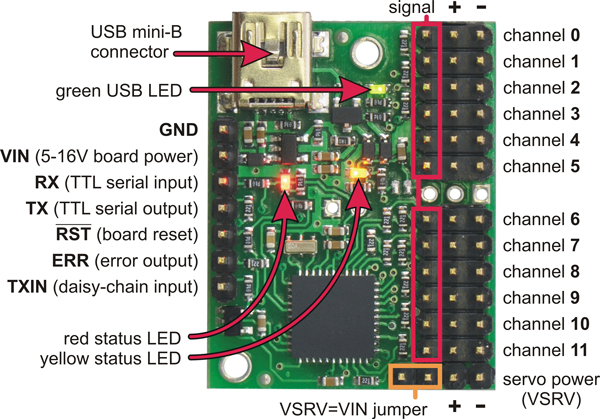 signal + −
USB mini-B
connector
green USB LED
GND
VIN (5-16V board power)
RX (TTL serial input)
TX (TTL serial output)
RST (board reset)
ERR (error output)
TXIN (daisy-chain input)
red status LED
yellow status LED
channel 0
channel 1
channel 2
channel 3
channel 4
channel 5
channel 6
channel 7
channel 8
channel 9
channel 10
channel 11
servo power
(VSRV)
VSRV=VIN jumper + −